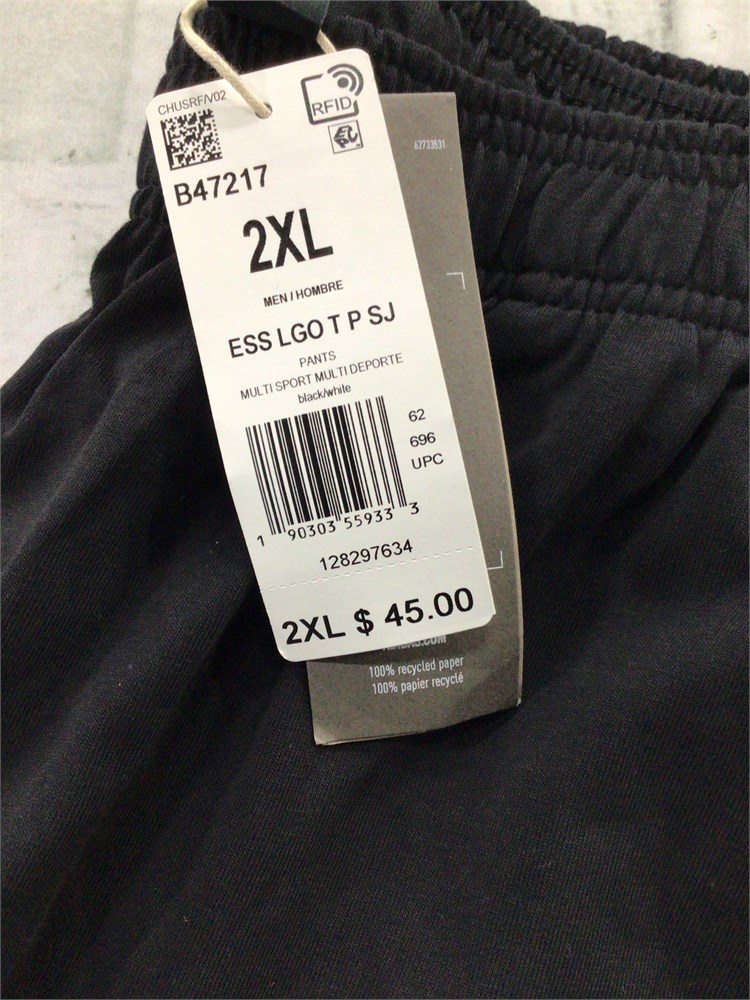 CHUSRF/V02
RFID
B47217
2XL
MEN / HOMBRE
ESS LGO T P SJ
PANTS
MULTI SPORT MULTI DEPORTE
black/white
62
696
UPC
1 90303 55933 3
128297634
2XL $ 45.00
62733531
100% recycled paper
100% papier recyclé